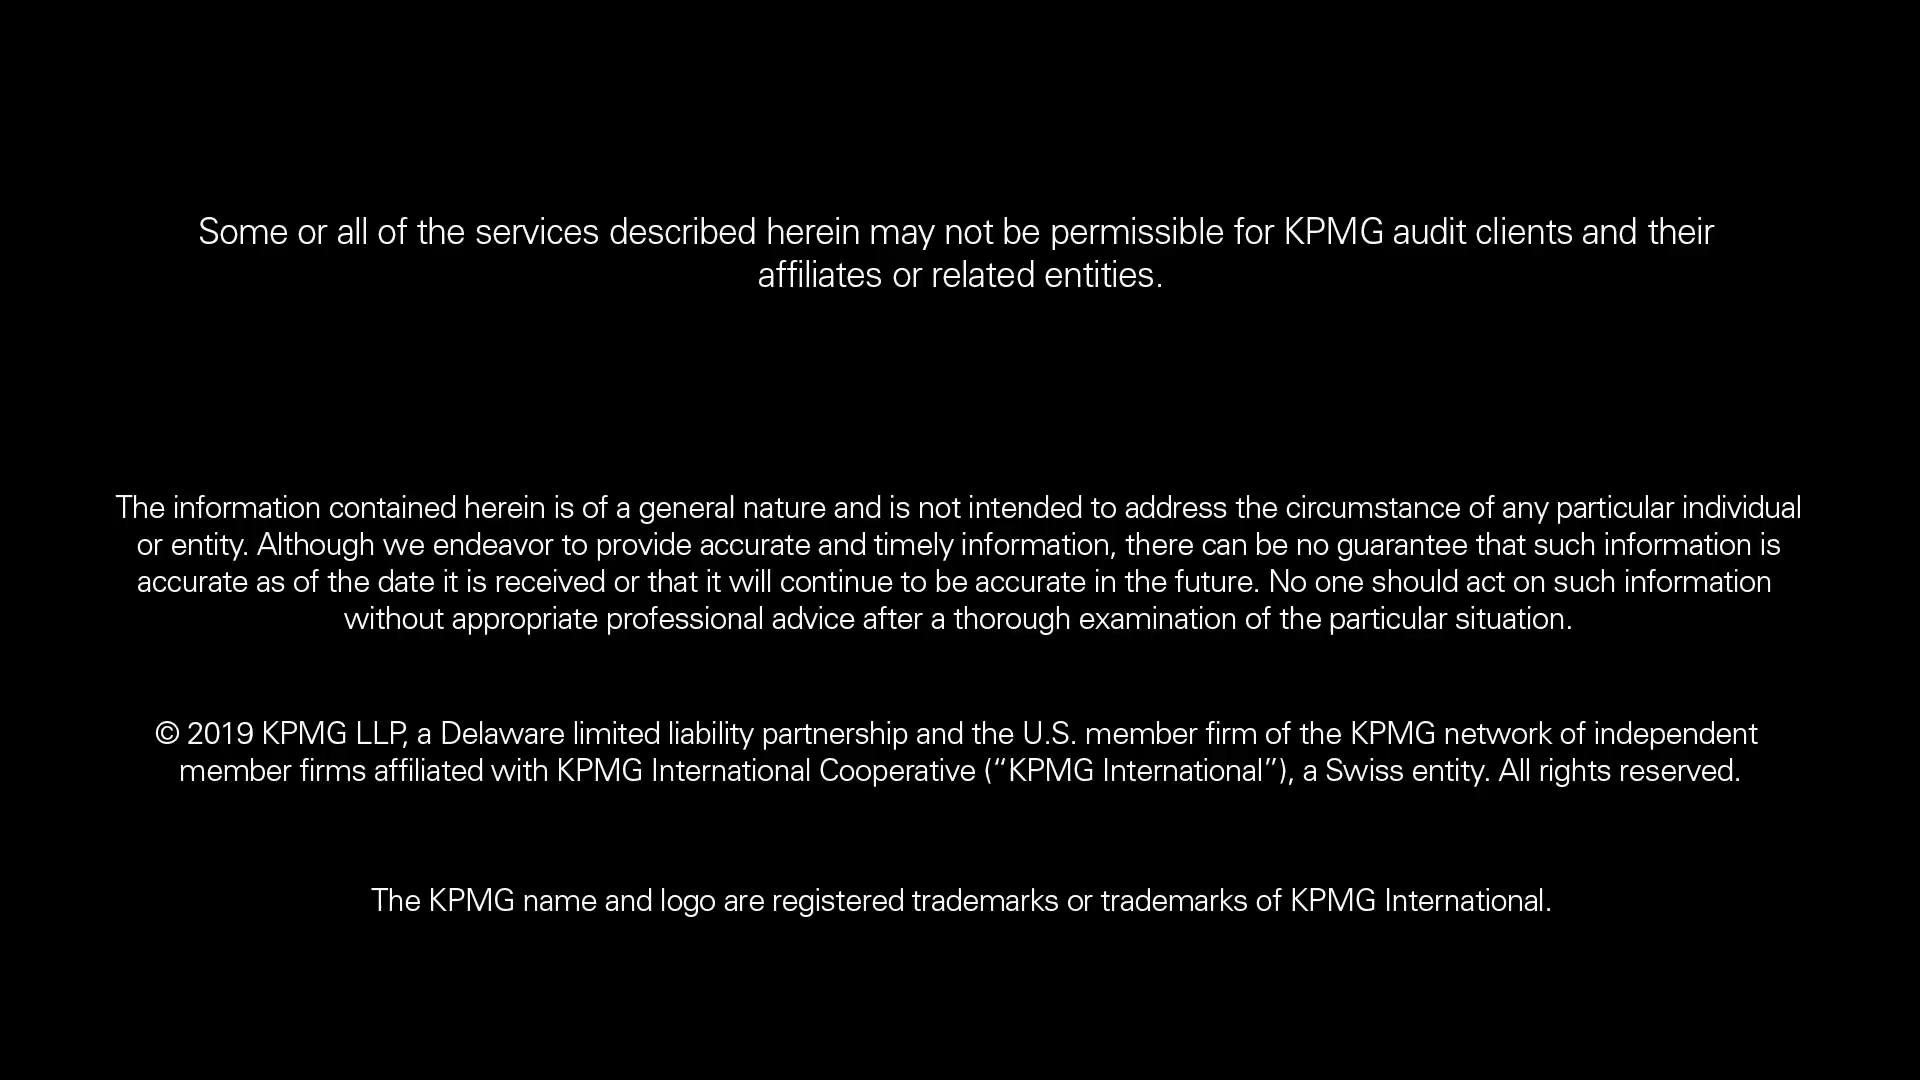 Some or all of the services described herein may not be permissible for KPMG audit clients and their
affiliates or related entities.
The information contained herein is of a general nature and is not intended to address the circumstance of any particular individual
or entity. Although we endeavor to provide accurate and timely information, there can be no guarantee that such information is
accurate as of the date it is received or that it will continue to be accurate in the future. No one should act on such information
without appropriate professional advice after a thorough examination of the particular situation.
© 2019 KPMG LLP, a Delaware limited liability partnership and the U.S. member firm of the KPMG network of independent
member firms affiliated with KPMG International Cooperative (“KPMG International”), a Swiss entity. All rights reserved.
The KPMG name and logo are registered trademarks or trademarks of KPMG International.